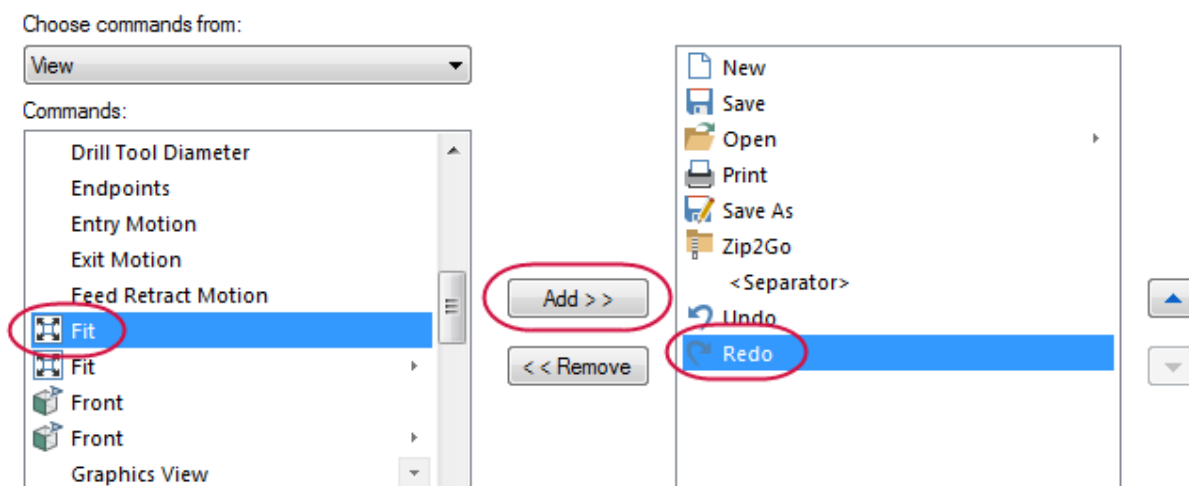 Choose commands from:
View
Commands:
Drill Tool Diameter
Endpoints
Entry Motion
Exit Motion
Feed Retract Motion
Fit
Fit
Front
Front
Graphics View
Add > >
< < Remove
New
Save
Open
Print
Save As
Zip2Go
<Separator>
Undo
Redo